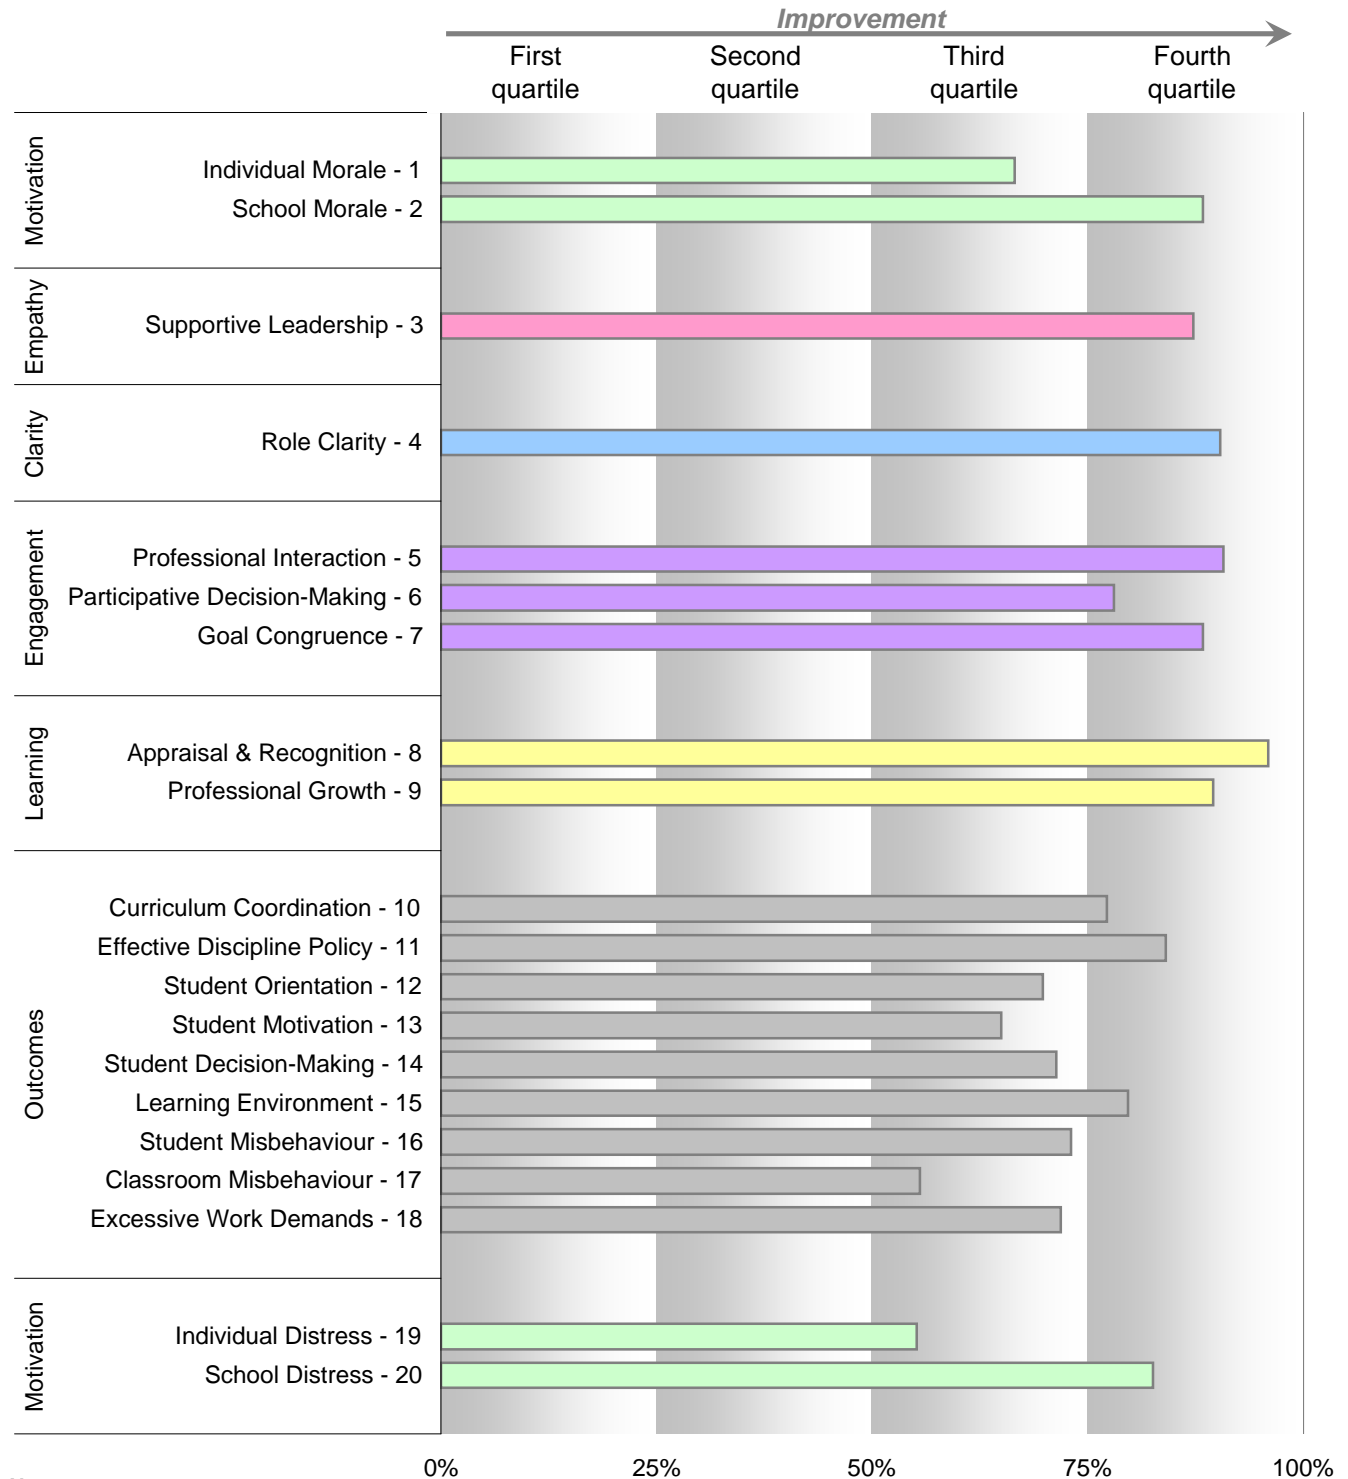 Improvement
First quartile
Second quartile
Third quartile
Fourth quartile
Motivation
Individual Morale - 1
School Morale - 2
Empathy
Supportive Leadership - 3
Clarity
Role Clarity - 4
Engagement
Professional Interaction - 5
Participative Decision-Making - 6
Goal Congruence - 7
Learning
Appraisal & Recognition - 8
Professional Growth - 9
Outcomes
Curriculum Coordination - 10
Effective Discipline Policy - 11
Student Orientation - 12
Student Motivation - 13
Student Decision-Making - 14
Learning Environment - 15
Student Misbehaviour - 16
Classroom Misbehaviour - 17
Excessive Work Demands - 18
Motivation
Individual Distress - 19
School Distress - 20
0% 25% 50% 75% 100%